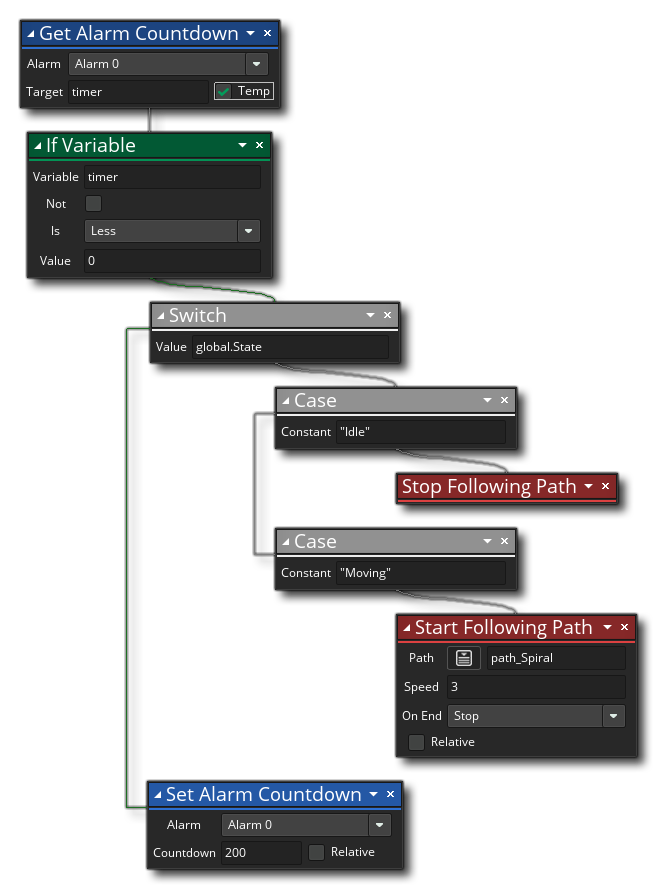 Get Alarm Countdown
Alarm Alarm 0
Target timer Temp
If Variable
Variable timer
Not
Is Less
Value 0
Switch
Value global.State
Case
Constant "Idle"
Stop Following Path
Case
Constant "Moving"
Start Following Path
Path path_Spiral
Speed 3
On End Stop
Relative
Set Alarm Countdown
Alarm Alarm 0
Countdown 200 Relative